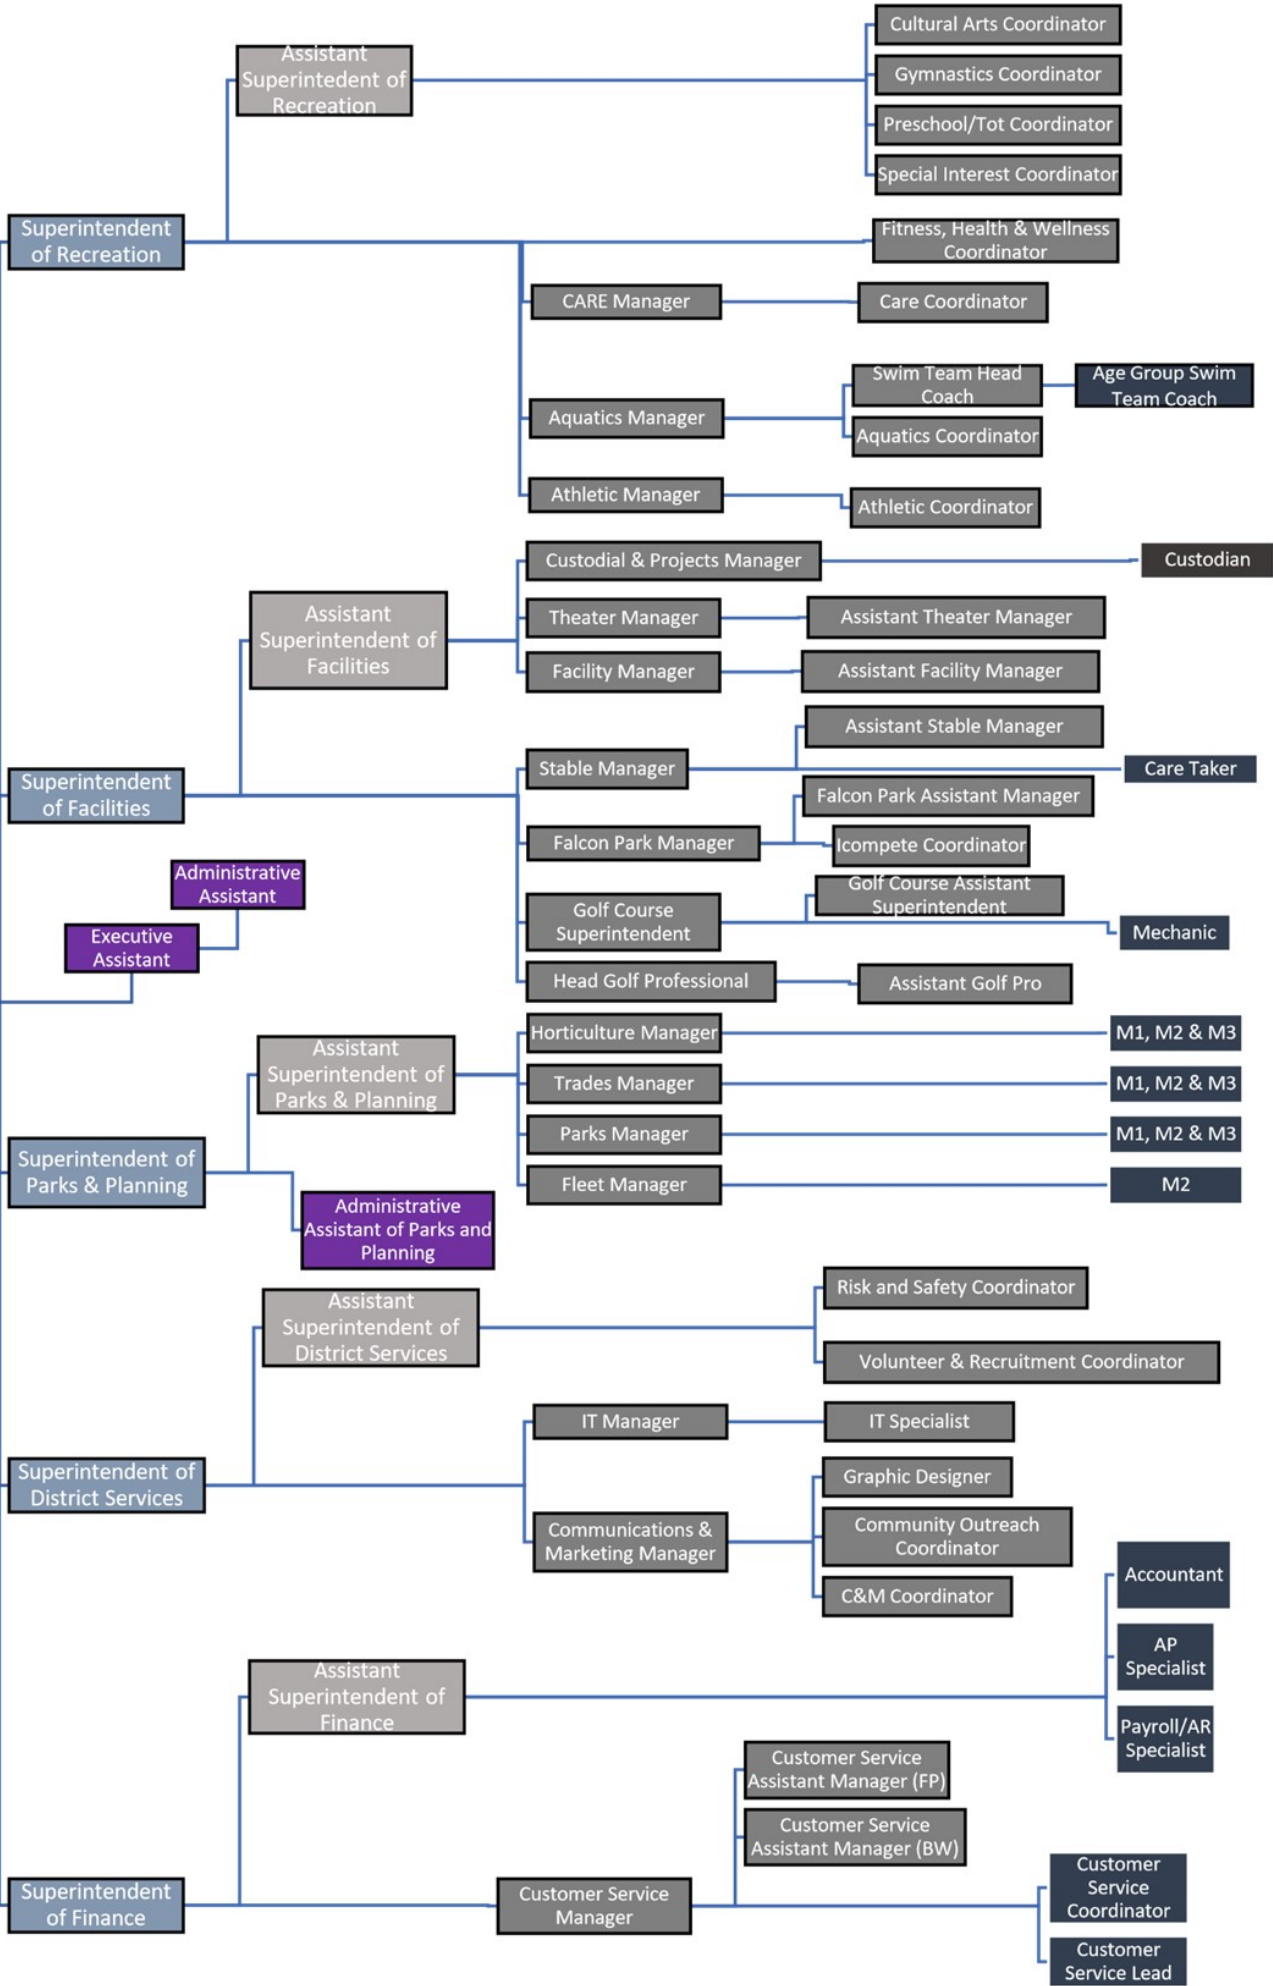 Cultural Arts Coordinator
Assistant
Superintedent of
Recreation
Gymnastics Coordinator
Preschool/Tot Coordinator
Special Interest Coordinator
Superintendent
of Recreation
Fitness, Health & Wellness
Coordinator
CARE Manager
Care Coordinator
Swim Team Head
Coach
Age Group Swim
Team Coach
Aquatics Manager
Aquatics Coordinator
Athletic Manager
Athletic Coordinator
Custodial & Projects Manager
Custodian
Assistant
Superintendent of
Facilities
Theater Manager
Assistant Theater Manager
Facility Manager
Assistant Facility Manager
Assistant Stable Manager
Superintendent
of Facilities
Stable Manager
Care Taker
Falcon Park Assistant Manager
Falcon Park Manager
Icompete Coordinator
Administrative
Assistant
Golf Course Assistant
Superintendent
Executive
Assistant
Golf Course
Superintendent
Mechanic
Head Golf Professional
Assistant Golf Pro
Horticulture Manager
M1, M2 & M3
Assistant
Superintendent of
Parks & Planning
Trades Manager
M1, M2 & M3
Parks Manager
M1, M2 & M3
Superintendent of
Parks & Planning
Fleet Manager
M2
Administrative
Assistant of Parks and
Planning
Risk and Safety Coordinator
Assistant
Superintendent of
District Services
Volunteer & Recruitment Coordinator
IT Manager
IT Specialist
Superintendent of
District Services
Graphic Designer
Communications &
Marketing Manager
Community Outreach
Coordinator
C&M Coordinator
Accountant
AP
Specialist
Assistant
Superintendent of
Finance
Payroll/AR
Specialist
Customer Service
Assistant Manager (FP)
Customer Service
Assistant Manager (BW)
Superintendent
of Finance
Customer Service
Manager
Customer
Service
Coordinator
Customer
Service Lead